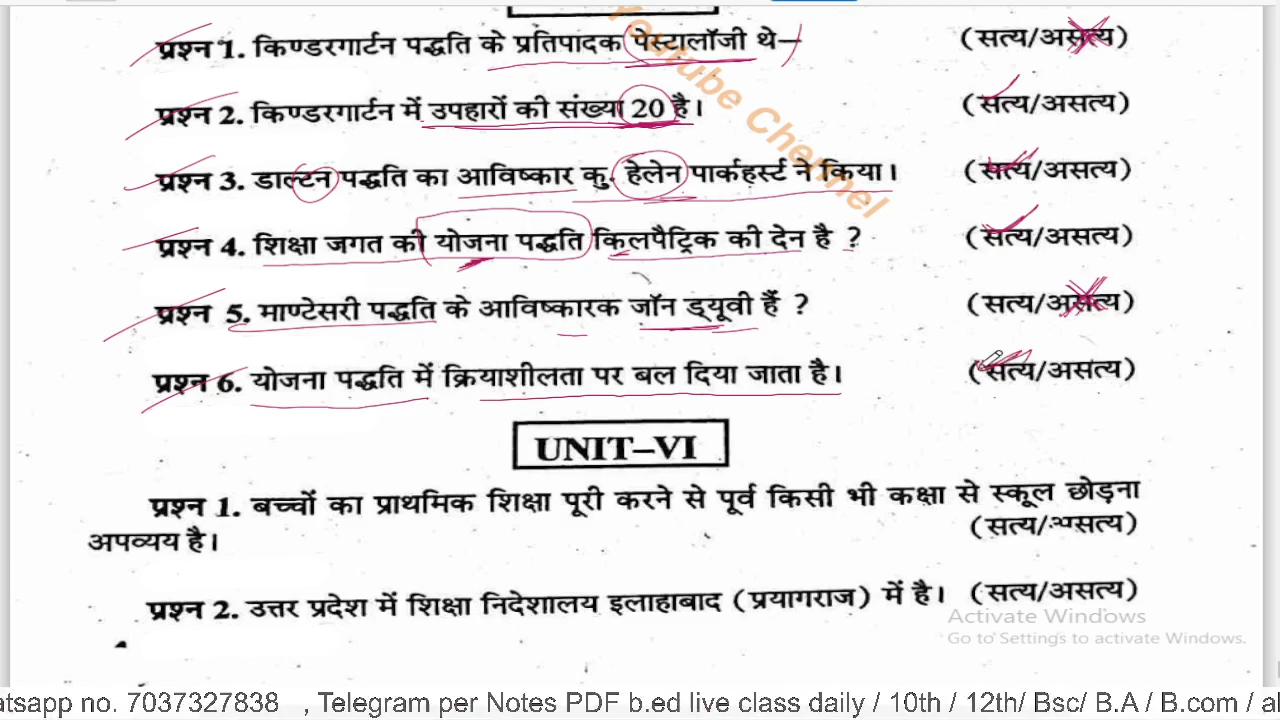 प्रश्न 1. किण्डरगार्टन पद्धति के प्रतिपादक पेस्टालॉजी थे– (सत्य/असत्य)
प्रश्न 2. किण्डरगार्टन में उपहारों की संख्या 20 है। (सत्य/असत्य)
प्रश्न 3. डाल्टन पद्धति का आविष्कार कु. हेलेन पार्कहर्स्ट ने किया। (सत्य/असत्य)
प्रश्न 4. शिक्षा जगत की योजना पद्धति किलपैट्रिक की देन है ? (सत्य/असत्य)
प्रश्न 5. माण्टेसरी पद्धति के आविष्कारक जॉन ड्यूवी हैं ? (सत्य/असत्य)
प्रश्न 6. योजना पद्धति में क्रियाशीलता पर बल दिया जाता है। (सत्य/असत्य)
Youtube Chennel
UNIT–VI
प्रश्न 1. बच्चों का प्राथमिक शिक्षा पूरी करने से पूर्व किसी भी कक्षा से स्कूल छोड़ना
अपव्यय है। (सत्य/असत्य)
प्रश्न 2. उत्तर प्रदेश में शिक्षा निदेशालय इलाहाबाद (प्रयागराज) में है। (सत्य/असत्य)
Activate Windows
Go to Settings to activate Windows.
atsapp no. 7037327838 , Telegram per Notes PDF b.ed live class daily / 10th / 12th/ Bsc/ B.A / B.com / al